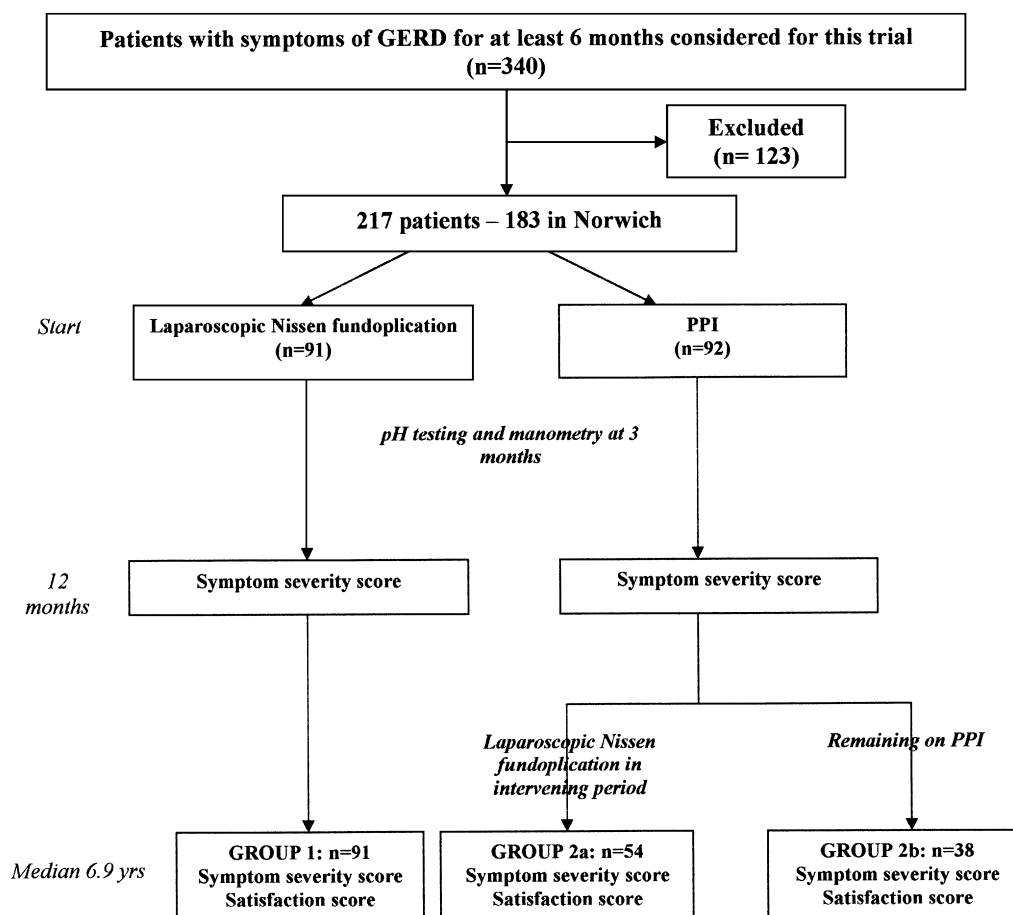 Patients with symptoms of GERD for at least 6 months considered for this trial
(n=340)
Excluded
(n= 123)
217 patients – 183 in Norwich
Start
Laparoscopic Nissen fundoplication
(n=91)
PPI
(n=92)
pH testing and manometry at 3
months
12
months
Symptom severity score
Symptom severity score
Laparoscopic Nissen
fundoplication in
intervening period
Remaining on PPI
Median 6.9 yrs
GROUP 1: n=91
Symptom severity score
Satisfaction score
GROUP 2a: n=54
Symptom severity score
Satisfaction score
GROUP 2b: n=38
Symptom severity score
Satisfaction score